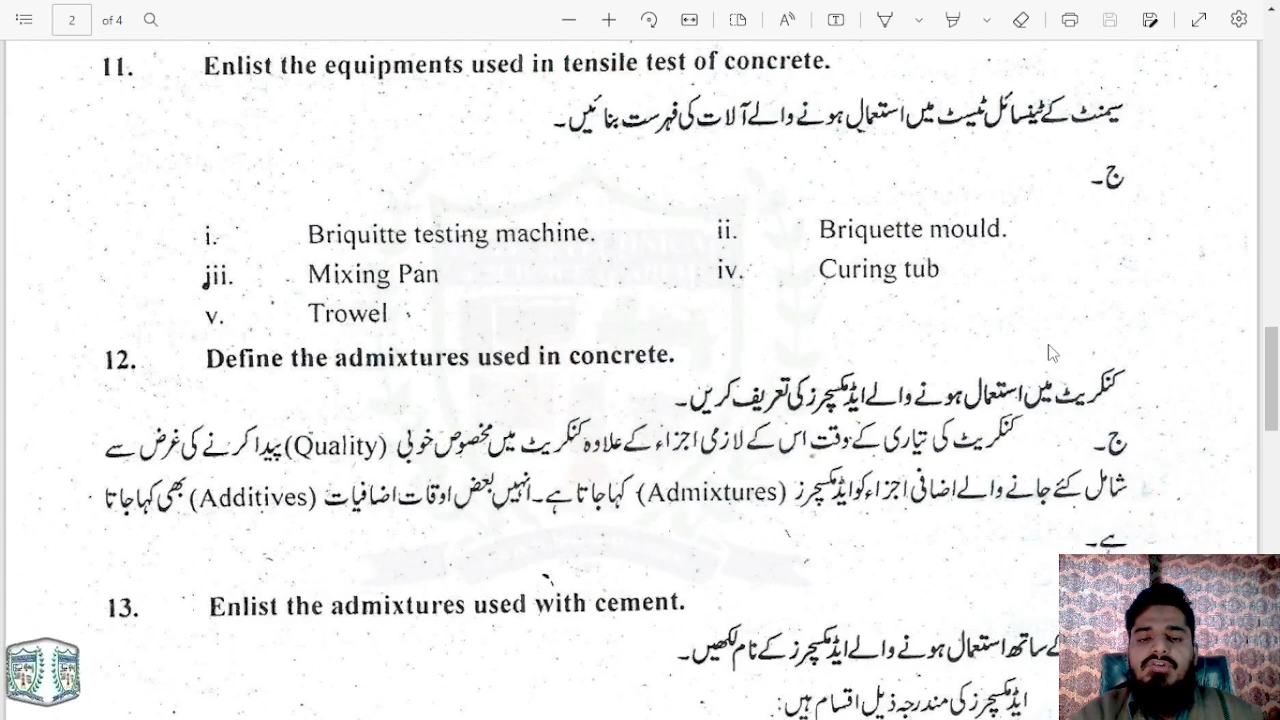 2 of 4
11. Enlist the equipments used in tensile test of concrete.
سیمنٹ کے ٹینسائل ٹیسٹ میں استعمال ہونے والے آلات کی فہرست بنائیں۔
ج۔
i. Briquitte testing machine. ii. Briquette mould.
iii. Mixing Pan iv. Curing tub
v. Trowel
12. Define the admixtures used in concrete.
کنکریٹ میں استعمال ہونے والے ایڈمکسچرز کی تعریف کریں۔
ج۔ کنکریٹ کی تیاری کے وقت اس کے لازمی اجزاء کے علاوہ کنکریٹ میں مخصوص خوبی (Quality) پیدا کرنے کی غرض سے
شامل کئے جانے والے اضافی اجزاء کو ایڈمکسچرز (Admixtures) کہا جاتا ہے۔ انہیں بعض اوقات اضافیات (Additives) بھی کہا جاتا
ہے۔
13. Enlist the admixtures used with cement.
کے ساتھ استعمال ہونے والے ایڈمکسچرز کے نام لکھیں۔
ایڈمکسچرز کی مندرجہ ذیل اقسام ہیں: